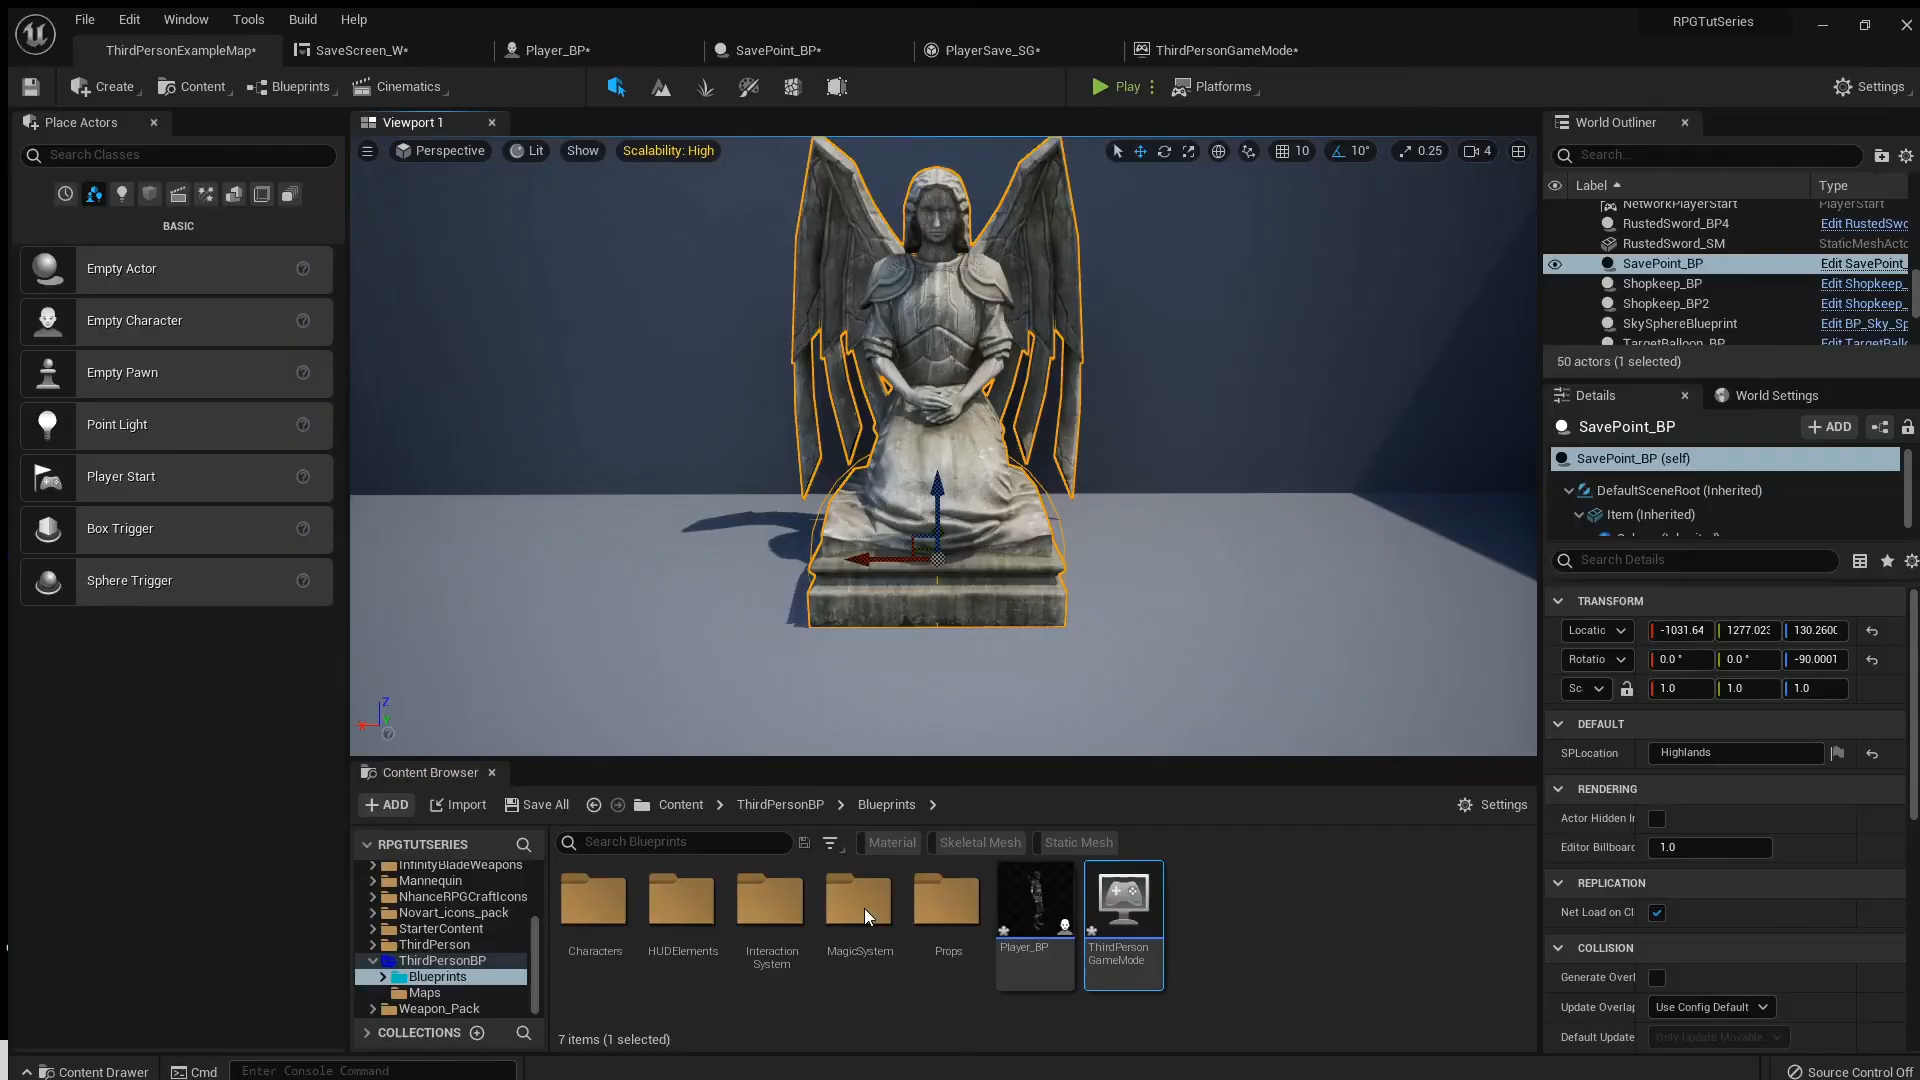 File Edit Window Tools Build Help
RPGTutSeries
ThirdPersonExampleMap*
SaveScreen_W*
Player_BP*
SavePoint_BP*
PlayerSave_SG*
ThirdPersonGameMode*
Create
Content
Blueprints
Cinematics
Play
Platforms
Settings
Place Actors
Search Classes
BASIC
Empty Actor
Empty Character
Empty Pawn
Point Light
Player Start
Box Trigger
Sphere Trigger
Viewport 1
Perspective
Lit
Show
Scalability: High
10
10°
0.25
4
Z
Y
X
World Outliner
Search...
Label
Type
NetworkPlayerStart PlayerStart
RustedSword_BP4 Edit RustedSwo
RustedSword_SM StaticMeshActo
SavePoint_BP Edit SavePoint_
Shopkeep_BP Edit Shopkeep_
Shopkeep_BP2 Edit Shopkeep_
SkySphereBlueprint Edit BP_Sky_Sp
TargetBalloon_BP Edit TargetBallo
50 actors (1 selected)
Details
World Settings
SavePoint_BP
ADD
SavePoint_BP (self)
DefaultSceneRoot (Inherited)
Item (Inherited)
Search Details
TRANSFORM
Locatic -1031.64 1277.023 130.2600
Rotatio 0.0 ° 0.0 ° -90.0001
Sc 1.0 1.0 1.0
DEFAULT
SPLocation Highlands
RENDERING
Actor Hidden In
Editor Billboarc 1.0
REPLICATION
Net Load on Cl
COLLISION
Generate Overl
Update Overlap Use Config Default
Default Update Only Update Movable
Content Browser
ADD
Import
Save All
Content
ThirdPersonBP
Blueprints
Settings
RPGTUTSERIES
InfinityBladeWeapons
Mannequin
NhanceRPGCraftIcons
Novart_icons_pack
StarterContent
ThirdPerson
ThirdPersonBP
Blueprints
Maps
Weapon_Pack
COLLECTIONS
Search Blueprints
Material
Skeletal Mesh
Static Mesh
Characters
HUDElements
Interaction
System
MagicSystem
Props
Player_BP
ThirdPerson
GameMode
7 items (1 selected)
Content Drawer
Cmd
Enter Console Command
Source Control Off